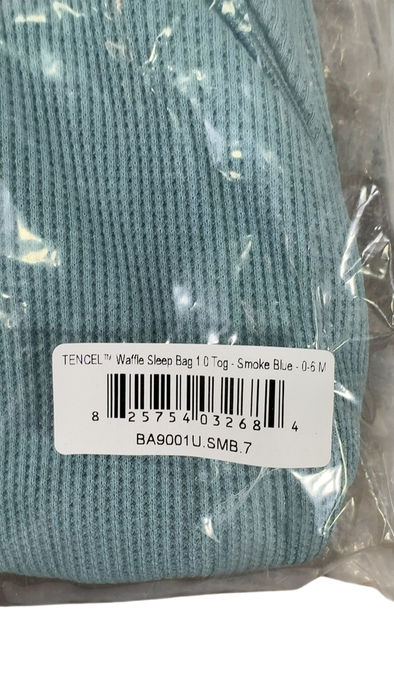 TENCEL™ Waffle Sleep Bag 1.0 Tog - Smoke Blue - 0-6 M
8 25754 03268 4
BA9001U.SMB.7